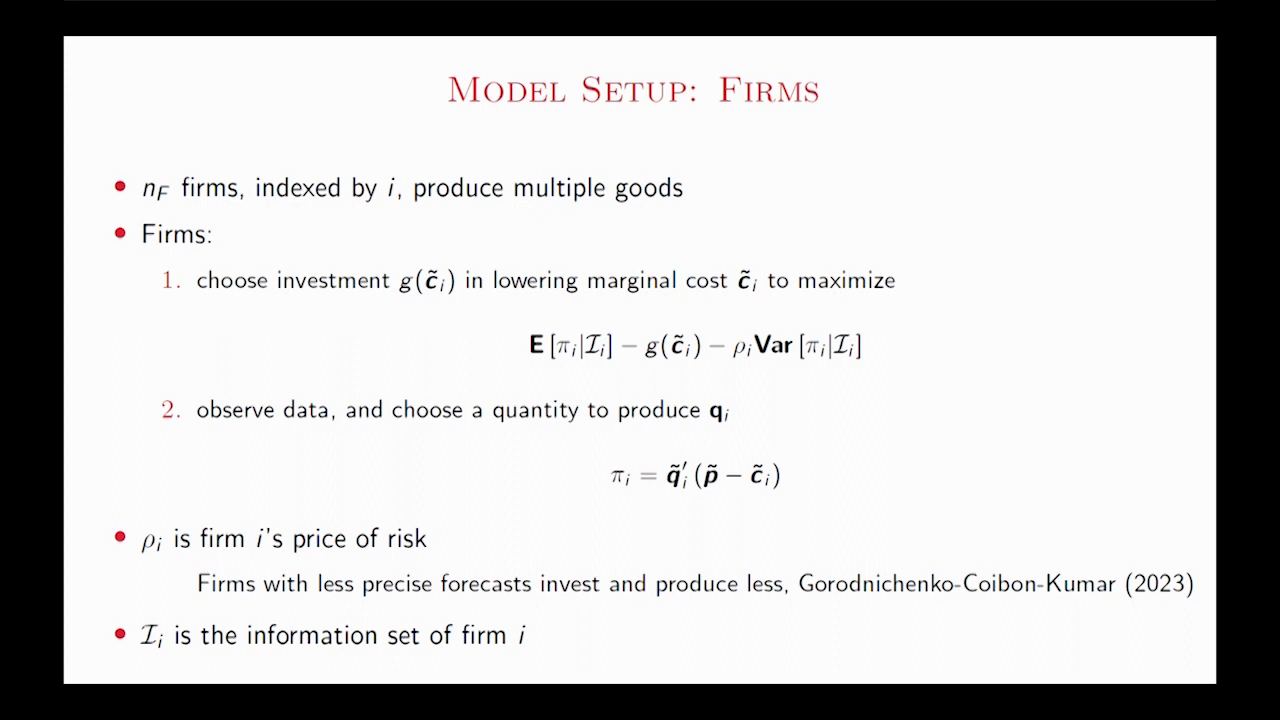 MODEL SETUP: FIRMS
• n_F firms, indexed by i, produce multiple goods
• Firms:
1. choose investment g(c̃_i) in lowering marginal cost c̃_i to maximize
E [π_i|ℐ_i] − g(c̃_i) − ρ_i Var [π_i|ℐ_i]
2. observe data, and choose a quantity to produce q_i
π_i = q̃′_i (p̃ − c̃_i)
• ρ_i is firm i's price of risk
Firms with less precise forecasts invest and produce less, Gorodnichenko-Coibon-Kumar (2023)
• ℐ_i is the information set of firm i